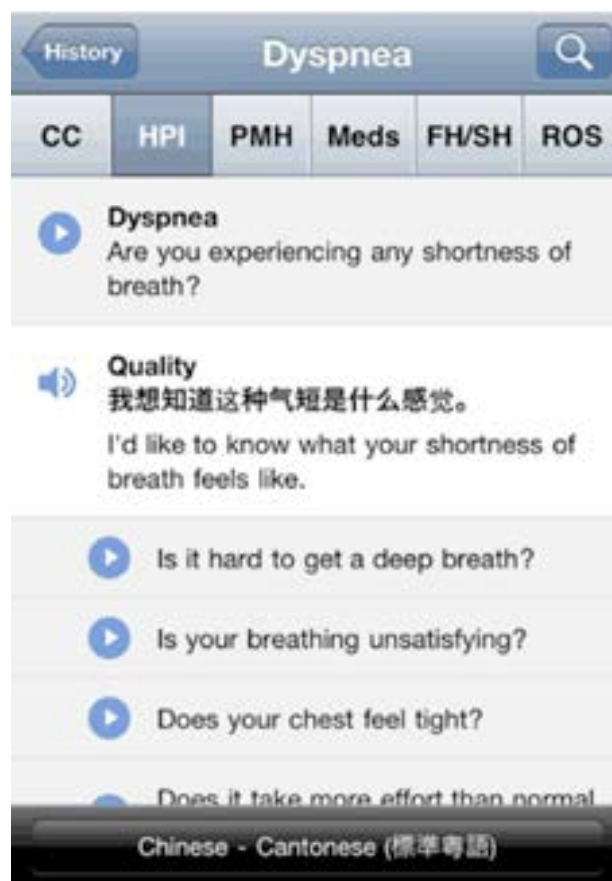 History
Dyspnea
CC HPI PMH Meds FH/SH ROS
Dyspnea
Are you experiencing any shortness of
breath?
Quality
我想知道这种气短是什么感觉。
I'd like to know what your shortness of
breath feels like.
Is it hard to get a deep breath?
Is your breathing unsatisfying?
Does your chest feel tight?
Does it take more effort than normal
Chinese - Cantonese (標準粵語)